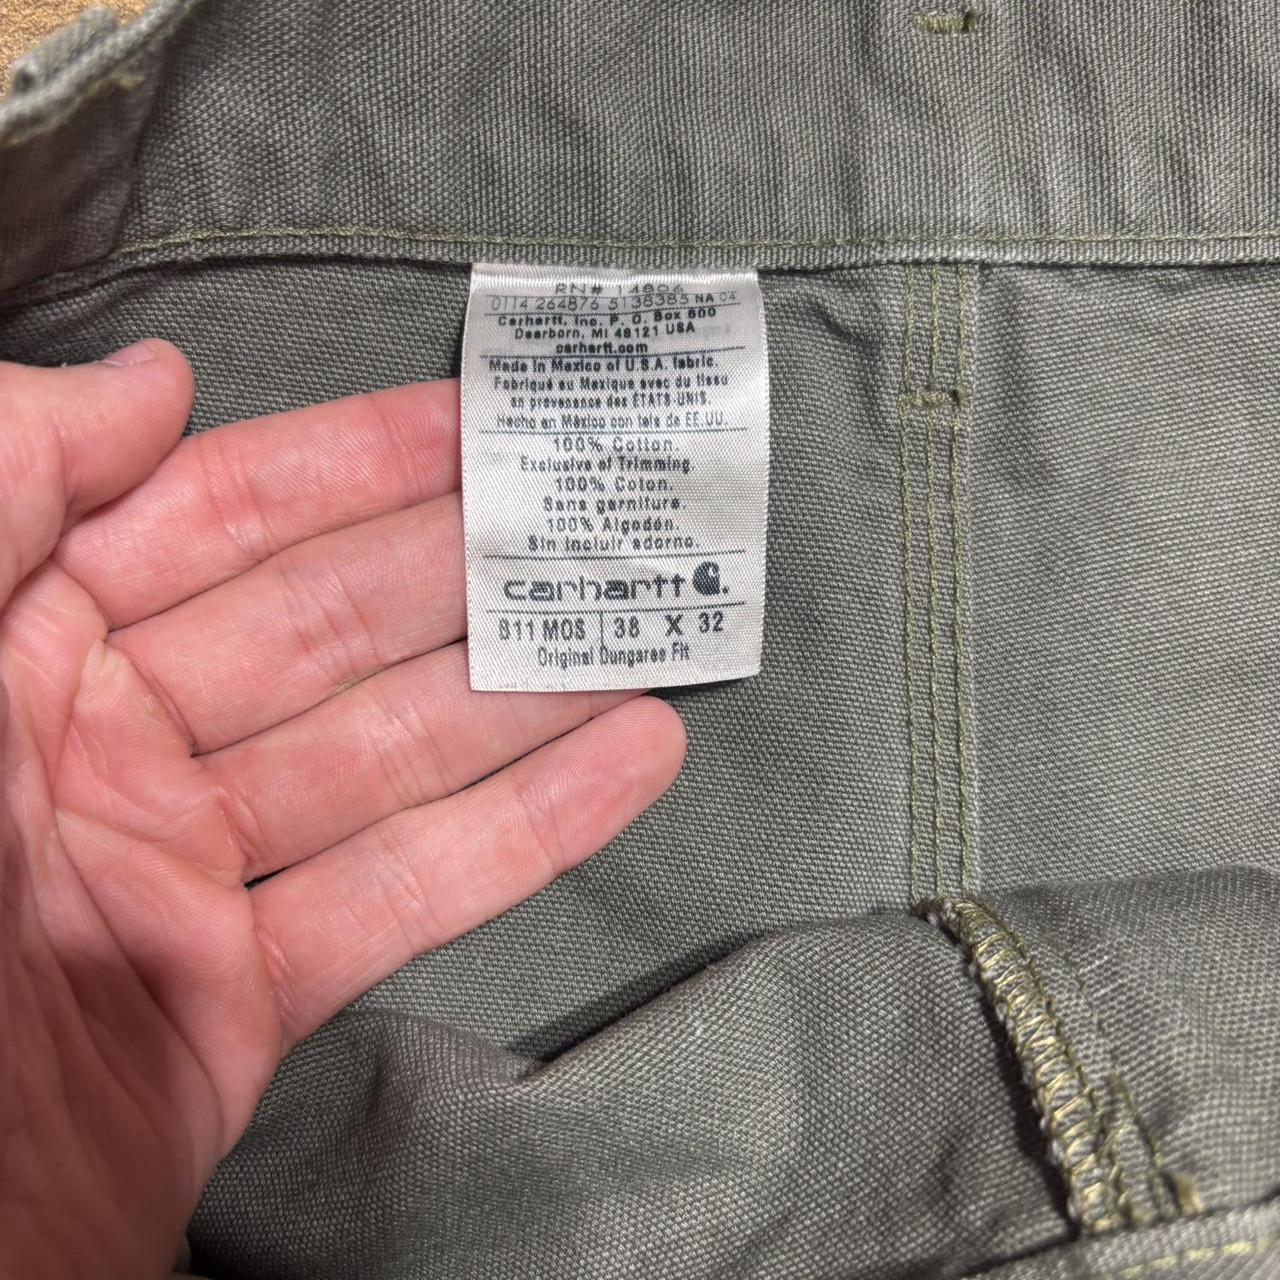 RN# 14806
0114 264876 5138385 NA 04
Carhartt, Inc. P. O. Box 600
Dearborn, MI 48121 USA
carhartt.com
Made in Mexico of U.S.A. fabric.
Fabriqué au Mexique avec du tissu
en provenance des ÉTATS-UNIS.
Hecho en México con tela de EE.UU.
100% Cotton.
Exclusive of Trimming
100% Coton.
Sans garniture.
100% Algodón.
Sin incluir adorno.
carhartt
B11 MOS 38 X 32
Original Dungaree Fit